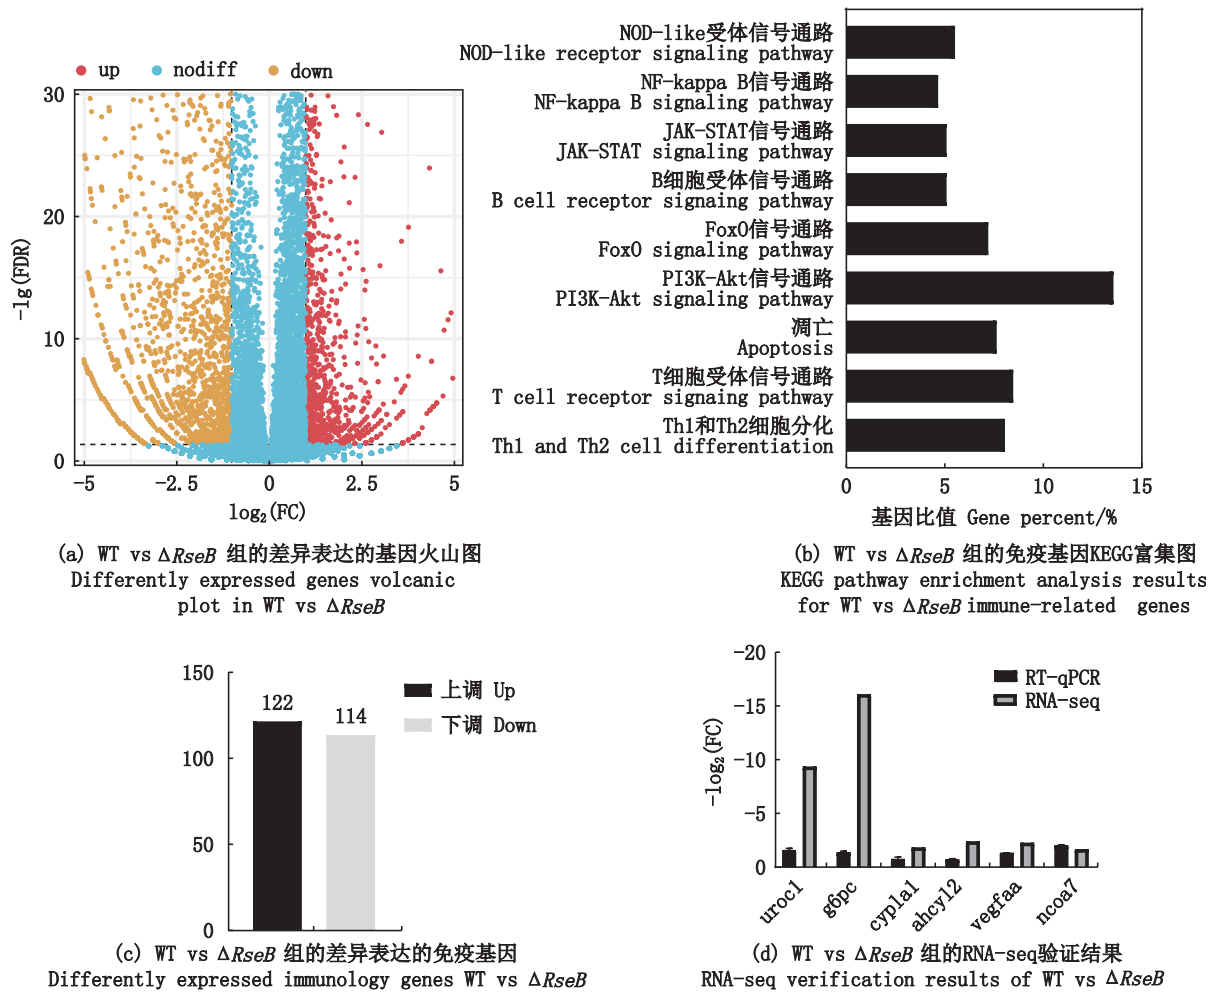 up nodiff down
30
20
10
0
-lg(FDR)
-5 -2.5 0 2.5 5
log₂(FC)
(a) WT vs ΔRseB 组的差异表达的基因火山图
Differently expressed genes volcanic
plot in WT vs ΔRseB
NOD-like受体信号通路
NOD-like receptor signaling pathway
NF-kappa B信号通路
NF-kappa B signaling pathway
JAK-STAT信号通路
JAK-STAT signaling pathway
B细胞受体信号通路
B cell receptor signaing pathway
FoxO信号通路
FoxO signaling pathway
PI3K-Akt信号通路
PI3K-Akt signaling pathway
凋亡
Apoptosis
T细胞受体信号通路
T cell receptor signaing pathway
Th1和Th2细胞分化
Th1 and Th2 cell differentiation
0 5 10 15
基因比值 Gene percent/%
(b) WT vs ΔRseB 组的免疫基因KEGG富集图
KEGG pathway enrichment analysis results
for WT vs ΔRseB immune-related genes
150
100
50
0
122
114
上调 Up
下调 Down
(c) WT vs ΔRseB 组的差异表达的免疫基因
Differently expressed immunology genes WT vs ΔRseB
-20
-15
-10
-5
0
-log₂(FC)
RT-qPCR
RNA-seq
uroc1 g6pc cyp1a1 ahcyl2 vegfaa ncoa7
(d) WT vs ΔRseB 组的RNA-seq验证结果
RNA-seq verification results of WT vs ΔRseB